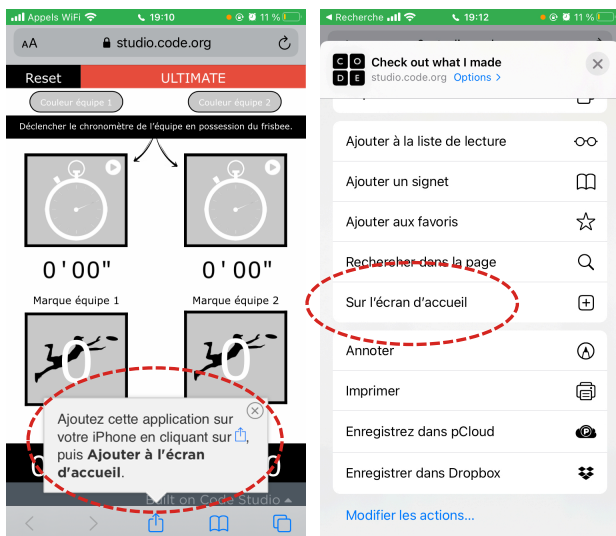 Appels WiFi 19:10 11 %
AA studio.code.org
Reset ULTIMATE
Couleur équipe 1 Couleur équipe 2
Déclencher le chronomètre de l'équipe en possession du frisbee.
0'00" 0'00"
Marque équipe 1 Marque équipe 2
0 0
Ajoutez cette application sur
votre iPhone en cliquant sur ,
puis Ajouter à l'écran
d'accueil.
Built on Code Studio
Recherche 19:12 11 %
C O
D E
Check out what I made
studio.code.org Options >
Ajouter à la liste de lecture
Ajouter un signet
Ajouter aux favoris
Rechercher dans la page
Sur l'écran d'accueil
Annoter
Imprimer
Enregistrez dans pCloud
Enregistrer dans Dropbox
Modifier les actions...